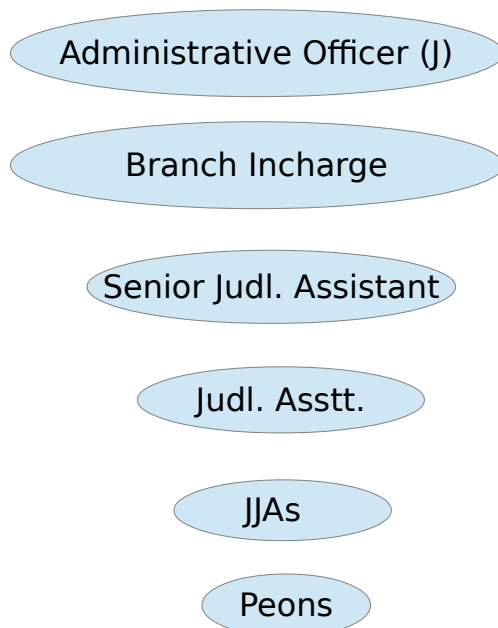 Administrative Officer (J)
Branch Incharge
Senior Judl. Assistant
Judl. Asstt.
JJAs
Peons